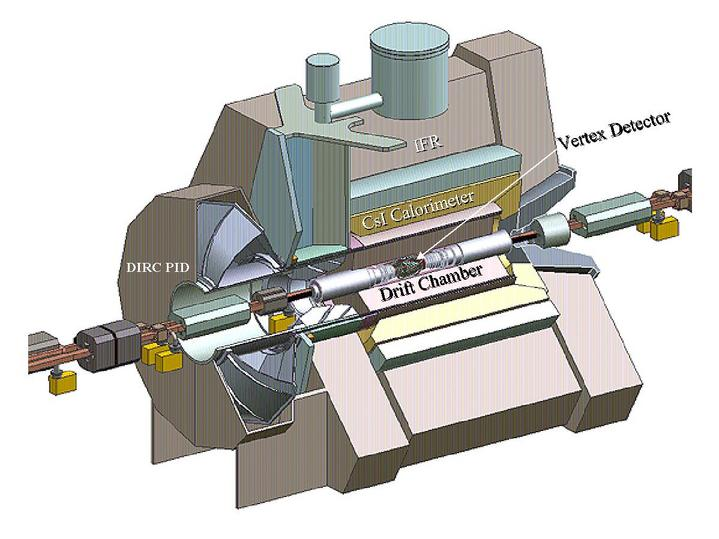 IFR
Vertex Detector
CsI Calorimeter
DIRC PID
Drift Chamber